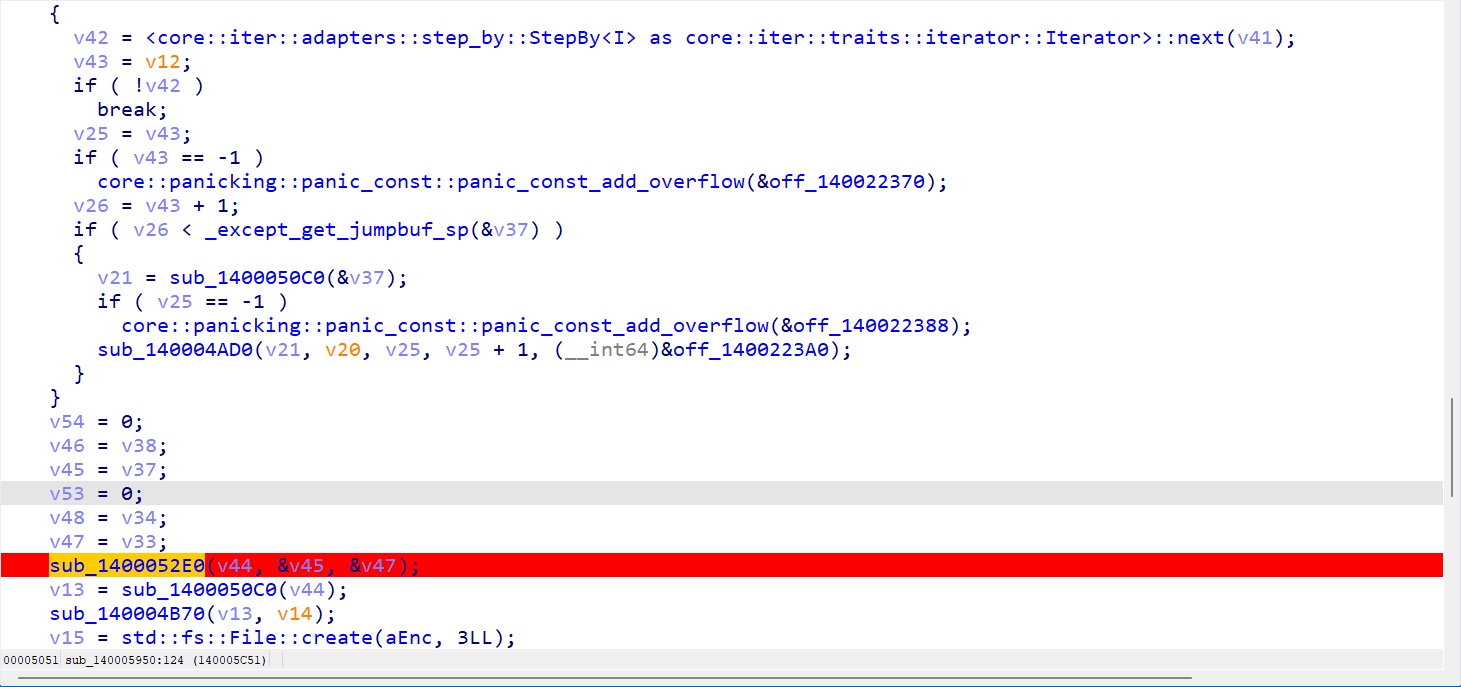 {
v42 = <core::iter::adapters::step_by::StepBy<I> as core::iter::traits::iterator::Iterator>::next(v41);
v43 = v12;
if ( !v42 )
break;
v25 = v43;
if ( v43 == -1 )
core::panicking::panic_const::panic_const_add_overflow(&off_140022370);
v26 = v43 + 1;
if ( v26 < _except_get_jumpbuf_sp(&v37) )
{
v21 = sub_1400050C0(&v37);
if ( v25 == -1 )
core::panicking::panic_const::panic_const_add_overflow(&off_140022388);
sub_140004AD0(v21, v20, v25, v25 + 1, (__int64)&off_1400223A0);
}
}
v54 = 0;
v46 = v38;
v45 = v37;
v53 = 0;
v48 = v34;
v47 = v33;
sub_1400052E0(v44, &v45, &v47);
v13 = sub_1400050C0(v44);
sub_140004B70(v13, v14);
v15 = std::fs::File::create(aEnc, 3LL);
00005051 sub_140005950:124 (140005C51)